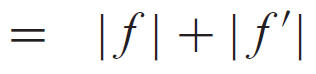 = |f| + |f′|